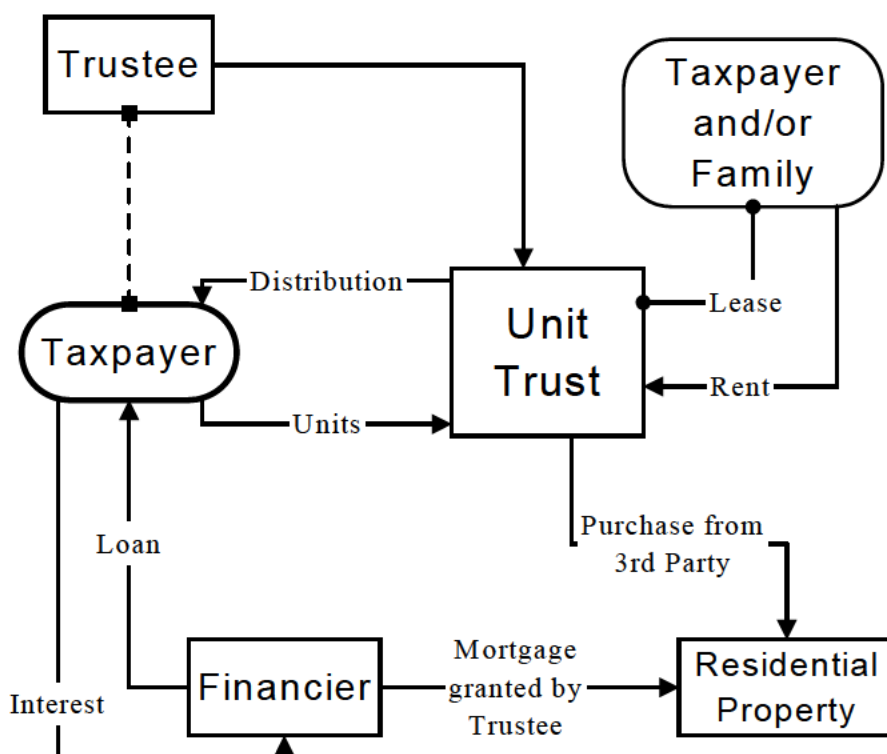 Trustee
Taxpayer
and/or
Family
Distribution
Unit
Trust
Lease
Taxpayer
Rent
Units
Purchase from
3rd Party
Loan
Mortgage
granted by
Trustee
Financier
Residential
Property
Interest